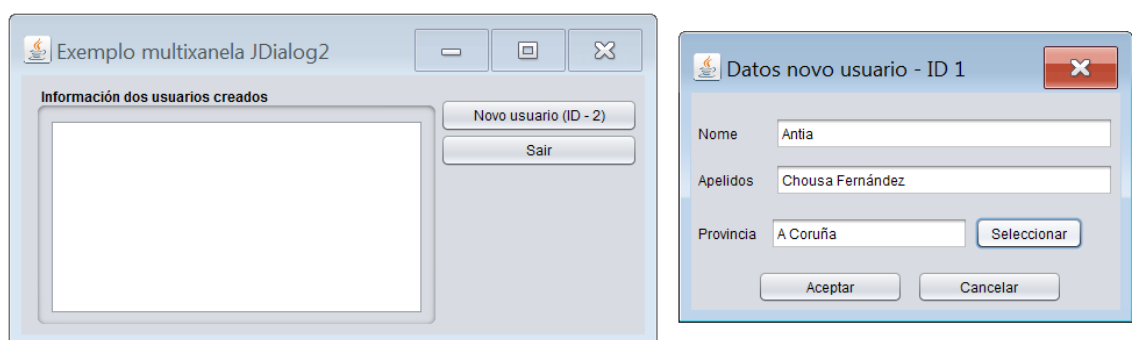 Exemplo multixanela JDialog2
Información dos usuarios creados
Novo usuario (ID - 2)
Sair
Datos novo usuario - ID 1
Nome
Antia
Apelidos
Chousa Fernández
Provincia
A Coruña
Seleccionar
Aceptar
Cancelar